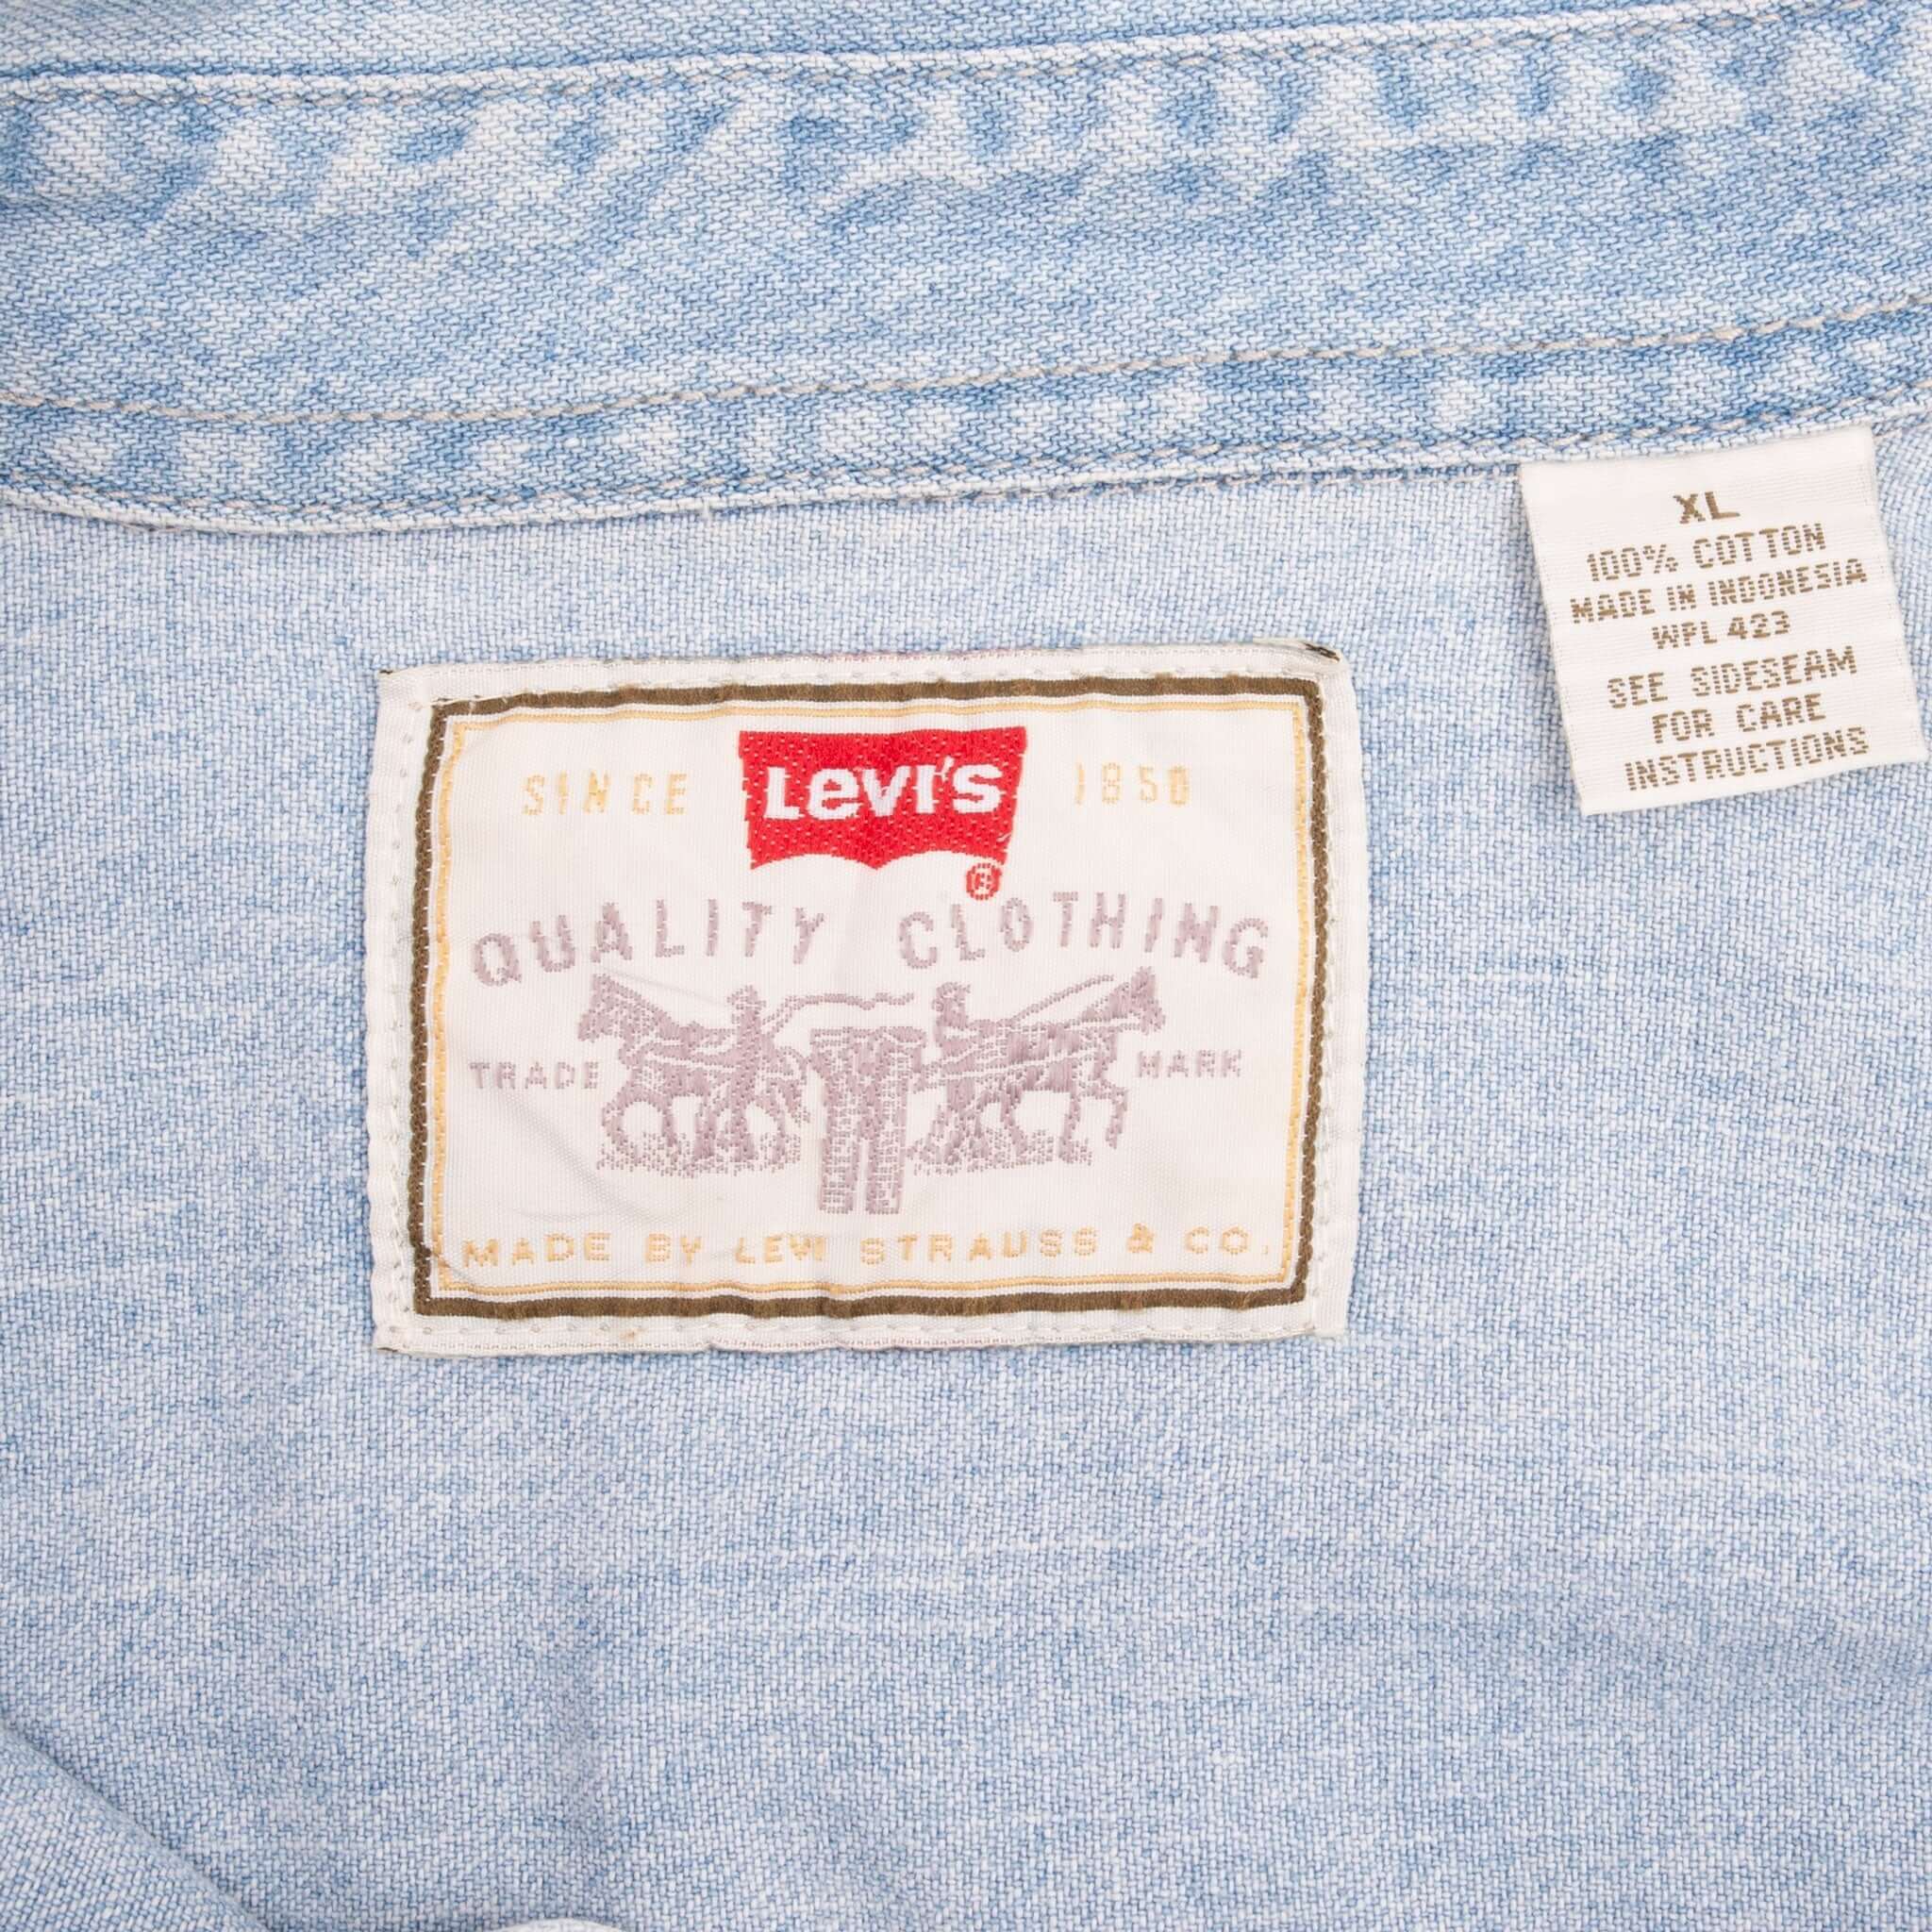 SINCE LEVI'S ® 1850
QUALITY CLOTHING
TRADE MARK
MADE BY LEVI STRAUSS & CO.
XL
100% COTTON
MADE IN INDONESIA
WPL 423
SEE SIDESEAM
FOR CARE
INSTRUCTIONS